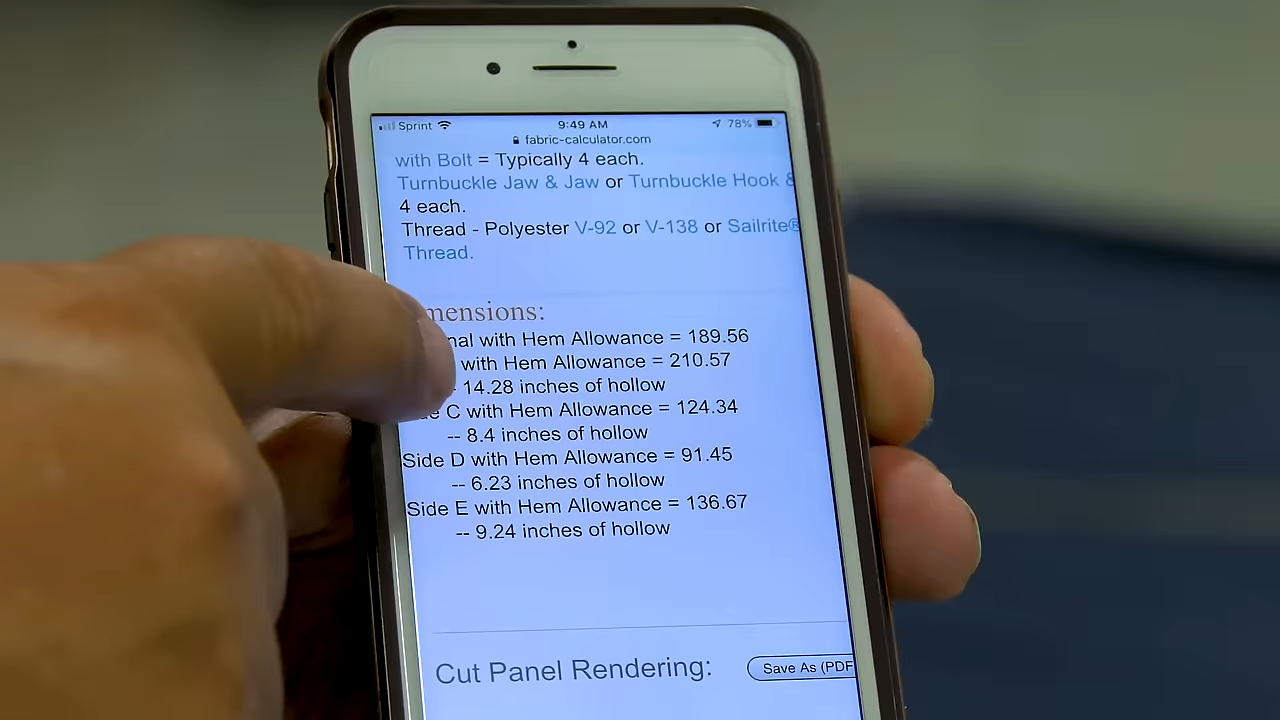 Sprint 9:49 AM 78%
fabric-calculator.com
with Bolt = Typically 4 each.
Turnbuckle Jaw & Jaw or Turnbuckle Hook &
4 each.
Thread - Polyester V-92 or V-138 or Sailrite®
Thread.
mensions:
nal with Hem Allowance = 189.56
with Hem Allowance = 210.57
- 14.28 inches of hollow
C with Hem Allowance = 124.34
-- 8.4 inches of hollow
Side D with Hem Allowance = 91.45
-- 6.23 inches of hollow
Side E with Hem Allowance = 136.67
-- 9.24 inches of hollow
Cut Panel Rendering: Save As (PDF